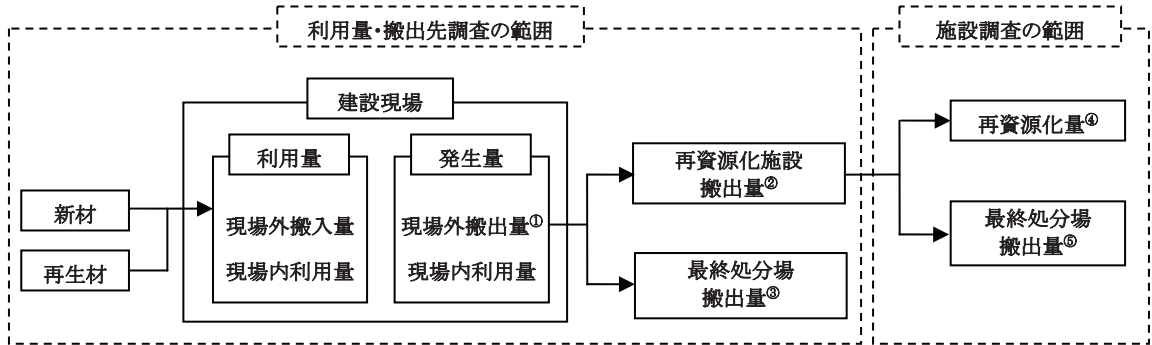 利用量・搬出先調査の範囲
施設調査の範囲
建設現場
利用量
現場外搬入量
現場内利用量
発生量
現場外搬出量①
現場内利用量
新材
再生材
再資源化施設
搬出量②
最終処分場
搬出量③
再資源化量④
最終処分場
搬出量⑤